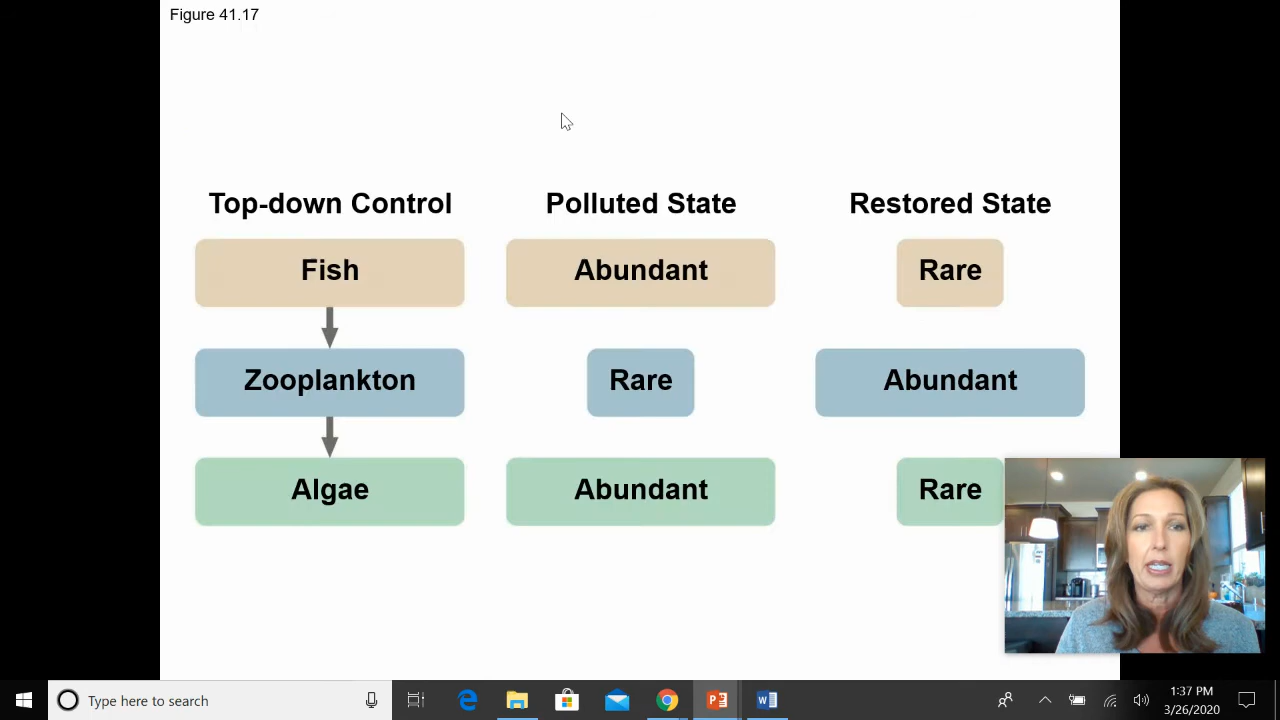 Figure 41.17
Top-down Control
Polluted State
Restored State
Fish
Abundant
Rare
Zooplankton
Rare
Abundant
Algae
Abundant
Rare
Type here to search
1:37 PM
3/26/2020